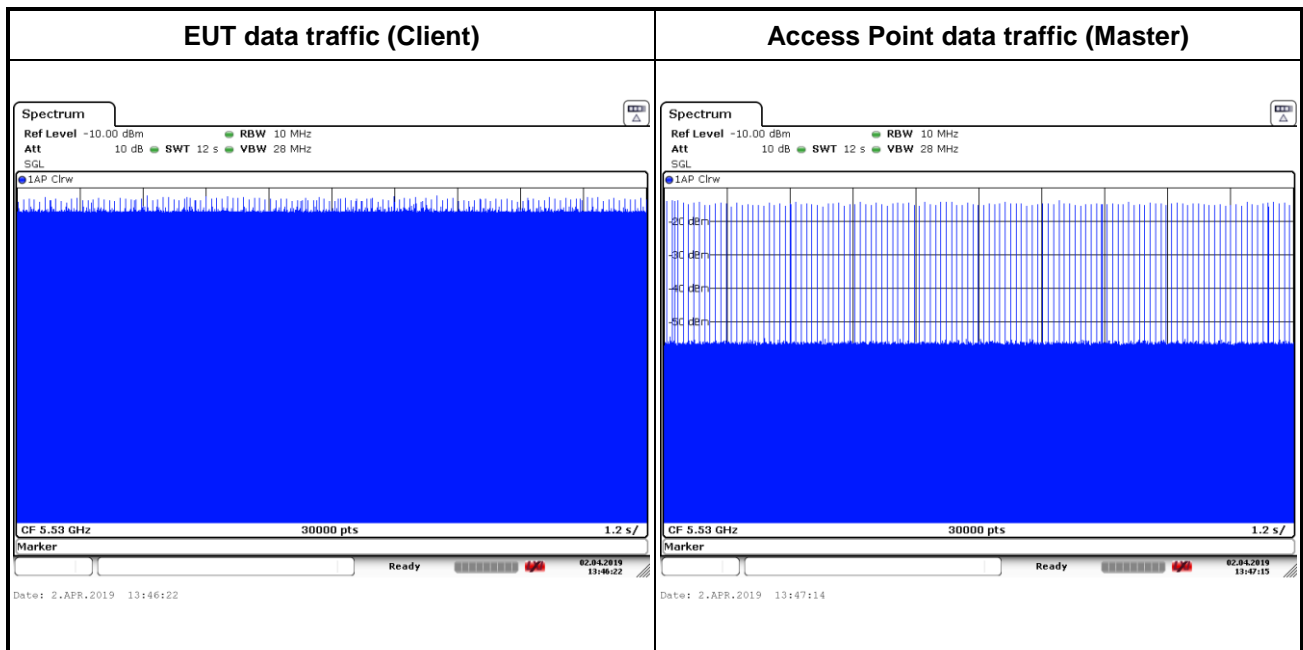 EUT data traffic (Client)
Spectrum
Ref Level -10.00 dBm RBW 10 MHz
Att 10 dB SWT 12 s VBW 28 MHz
SGL
1AP Clrw
CF 5.53 GHz 30000 pts 1.2 s/
Marker
Ready 02.04.2019
13:46:22
Date: 2.APR.2019 13:46:22
Access Point data traffic (Master)
Spectrum
Ref Level -10.00 dBm RBW 10 MHz
Att 10 dB SWT 12 s VBW 28 MHz
SGL
1AP Clrw
-20 dBm
-30 dBm
-40 dBm
-50 dBm
CF 5.53 GHz 30000 pts 1.2 s/
Marker
Ready 02.04.2019
13:47:15
Date: 2.APR.2019 13:47:14